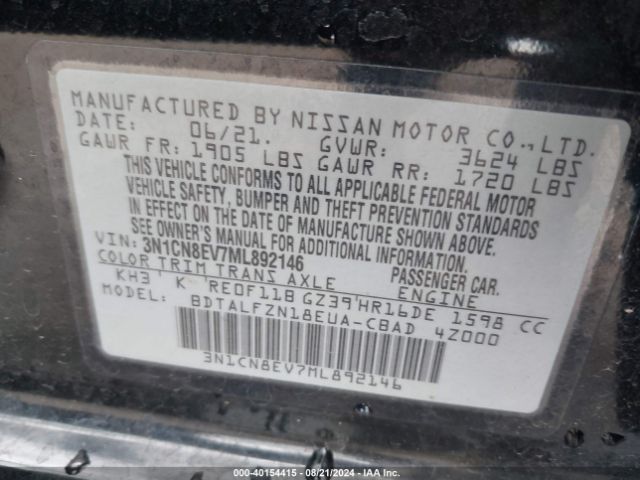 MANUFACTURED BY NISSAN MOTOR CO., LTD.
DATE: 06/21. GVWR: 3624 LBS
GAWR FR: 1905 LBS GAWR RR: 1720 LBS
THIS VEHICLE CONFORMS TO ALL APPLICABLE FEDERAL MOTOR
VEHICLE SAFETY, BUMPER AND THEFT PREVENTION STANDARDS
IN EFFECT ON THE DATE OF MANUFACTURE SHOWN ABOVE.
SEE OWNER'S MANUAL FOR ADDITIONAL INFORMATION.
VIN: 3N1CN8EV7ML892146 PASSENGER CAR.
COLOR TRIM TRANS AXLE ENGINE
KH3 K RE0F11B GZ39 HR16DE 1598 CC
MODEL: BDTALFZN18EUA-CBAD 4Z000
3N1CN8EV7ML892146
000-40154415 - 08/21/2024 - IAA Inc.